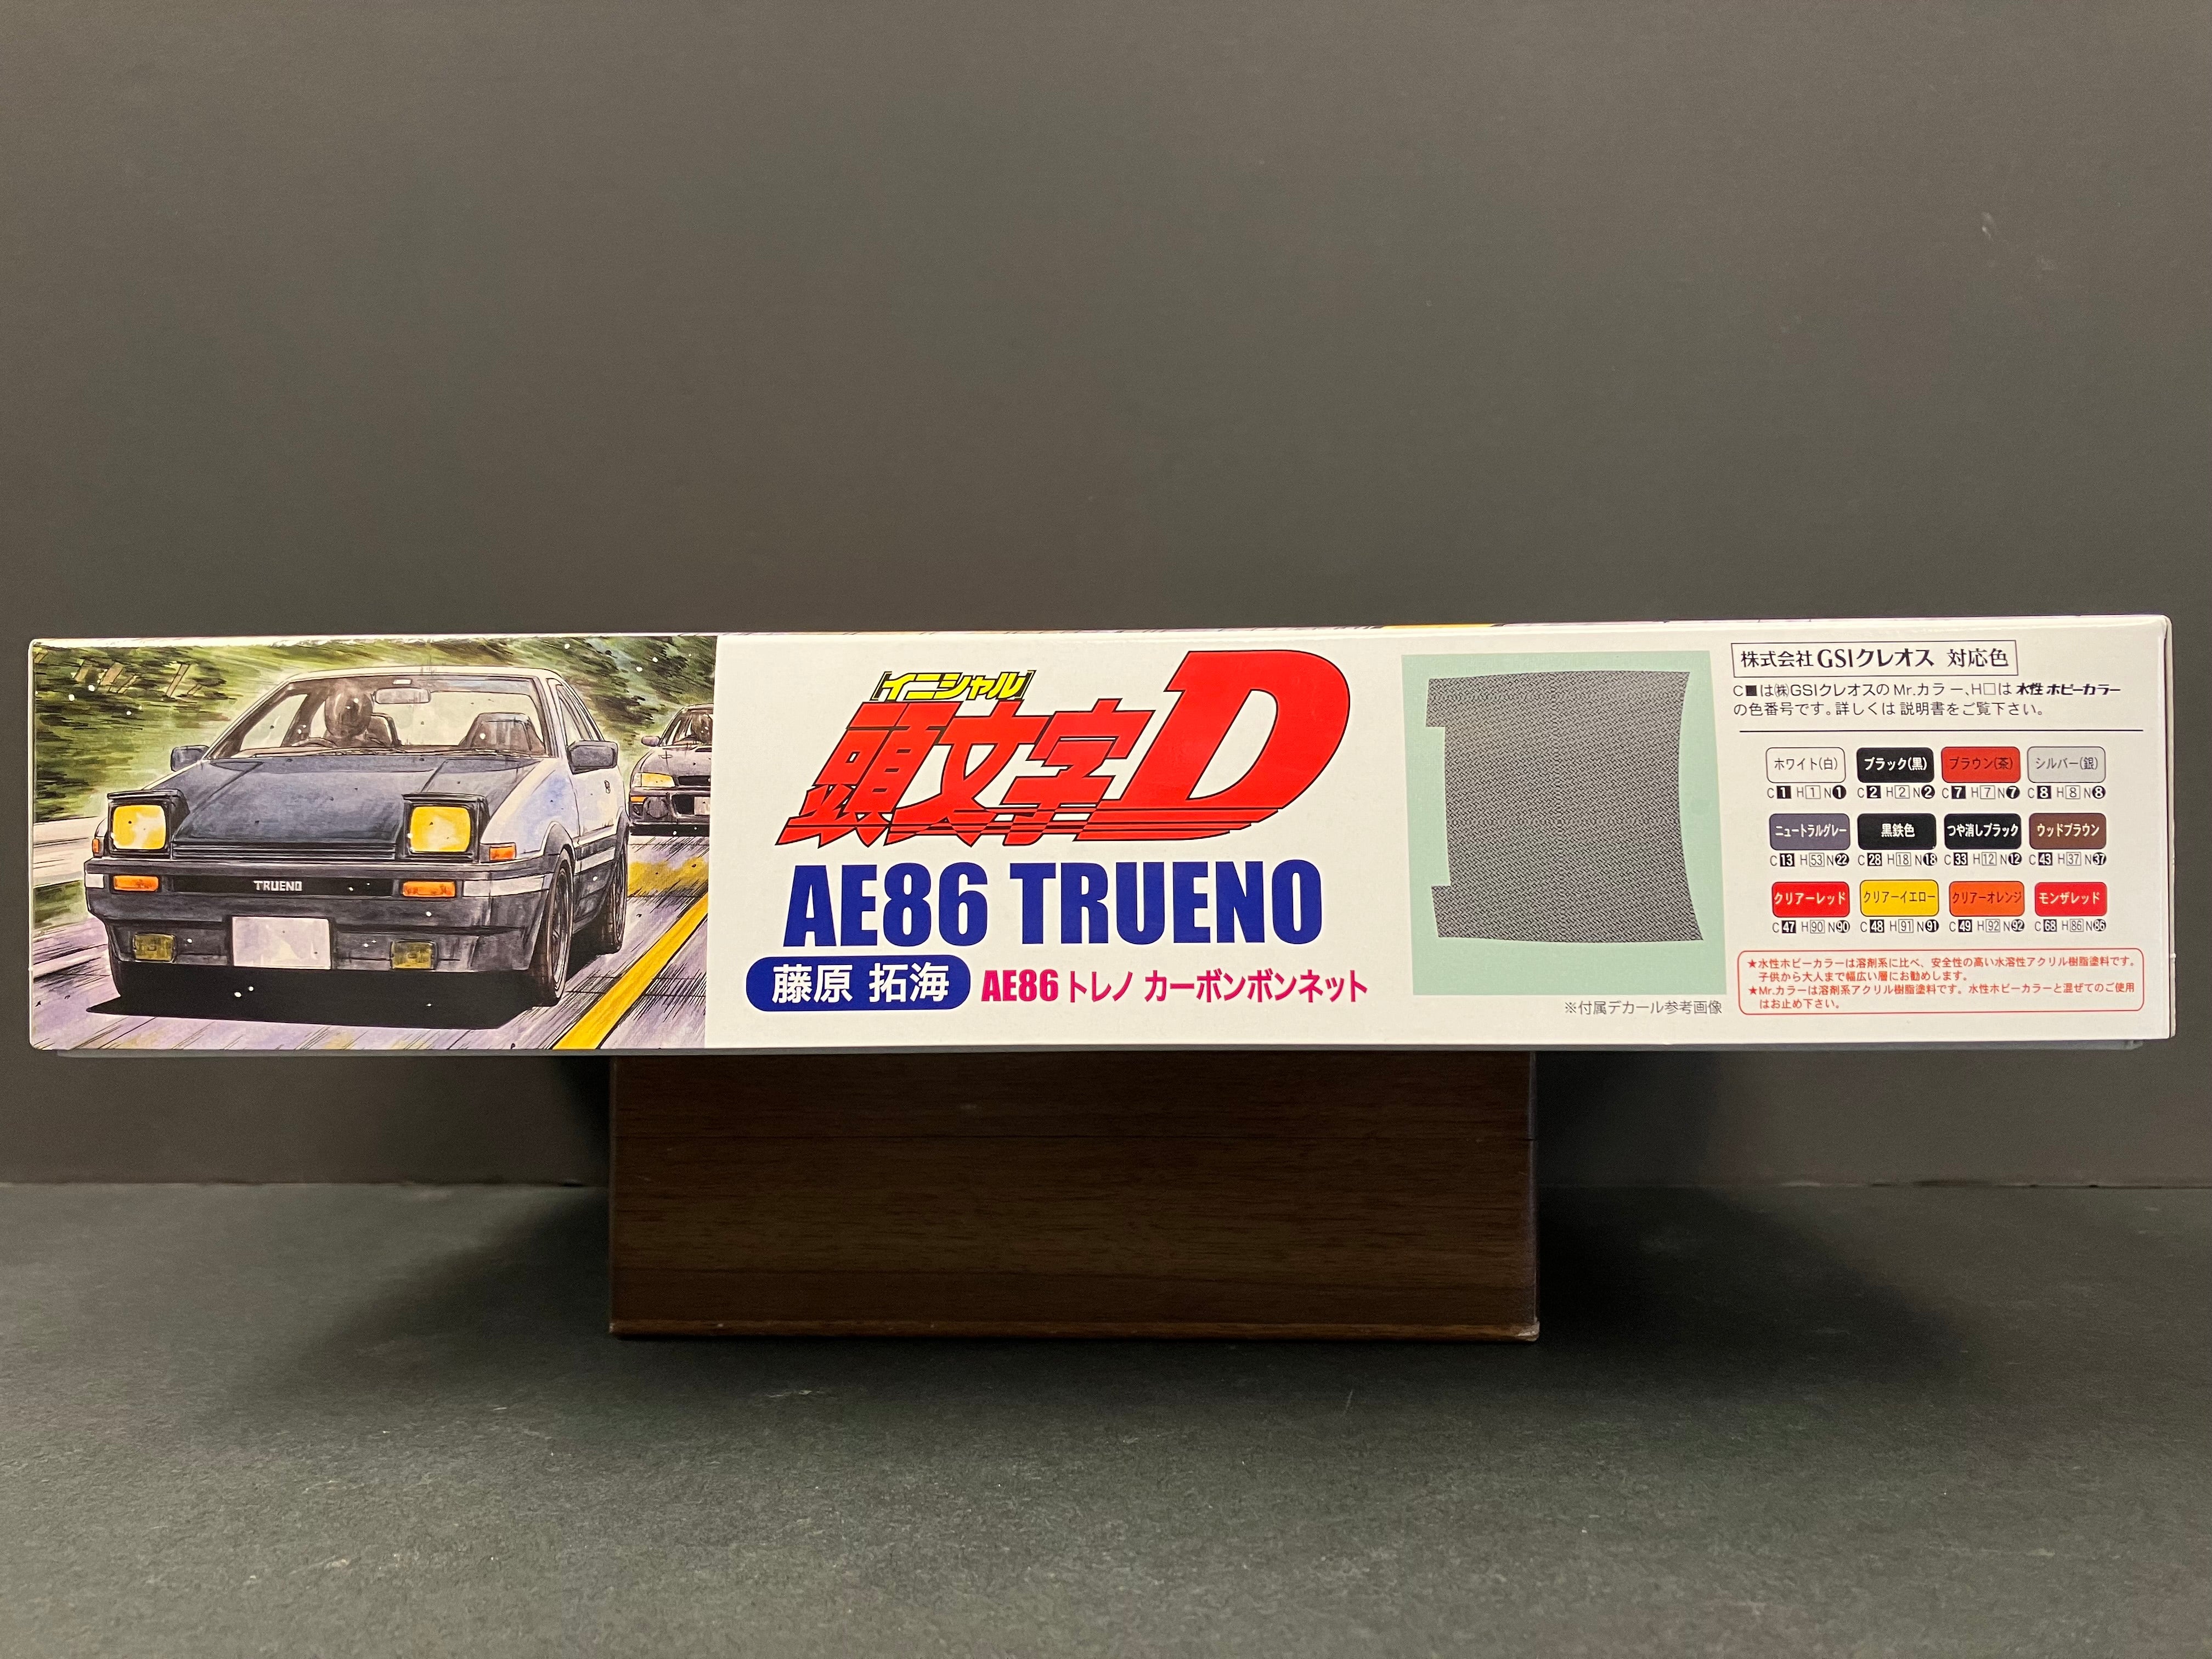 TRUENO
イニシャル
頭文字D
AE86 TRUENO
藤原 拓海
AE86 トレノ カーボンボンネット
※付属デカール参考画像
株式会社 GSIクレオス 対応色
C■は㈱GSIクレオスの Mr.カラー、H□は 水性ホビーカラー
の色番号です。詳しくは 説明書をご覧下さい。
ホワイト(白) ブラック(黒) ブラウン(茶) シルバー(銀)
C1 H1 N1 C2 H2 N2 C7 H7 N7 C8 H8 N8
ニュートラルグレー 黒鉄色 つや消しブラック ウッドブラウン
C13 H53 N22 C28 H18 N18 C33 H12 N12 C43 H37 N37
クリアーレッド クリアーイエロー クリアーオレンジ モンザレッド
C47 H90 N90 C48 H91 N91 C49 H92 N92 C68 H86 N86
★水性ホビーカラーは溶剤系に比べ、安全性の高い水溶性アクリル樹脂塗料です。
子供から大人まで幅広い層にお勧めします。
★Mr.カラーは溶剤系アクリル樹脂塗料です。水性ホビーカラーと混ぜてのご使用
はお止め下さい。